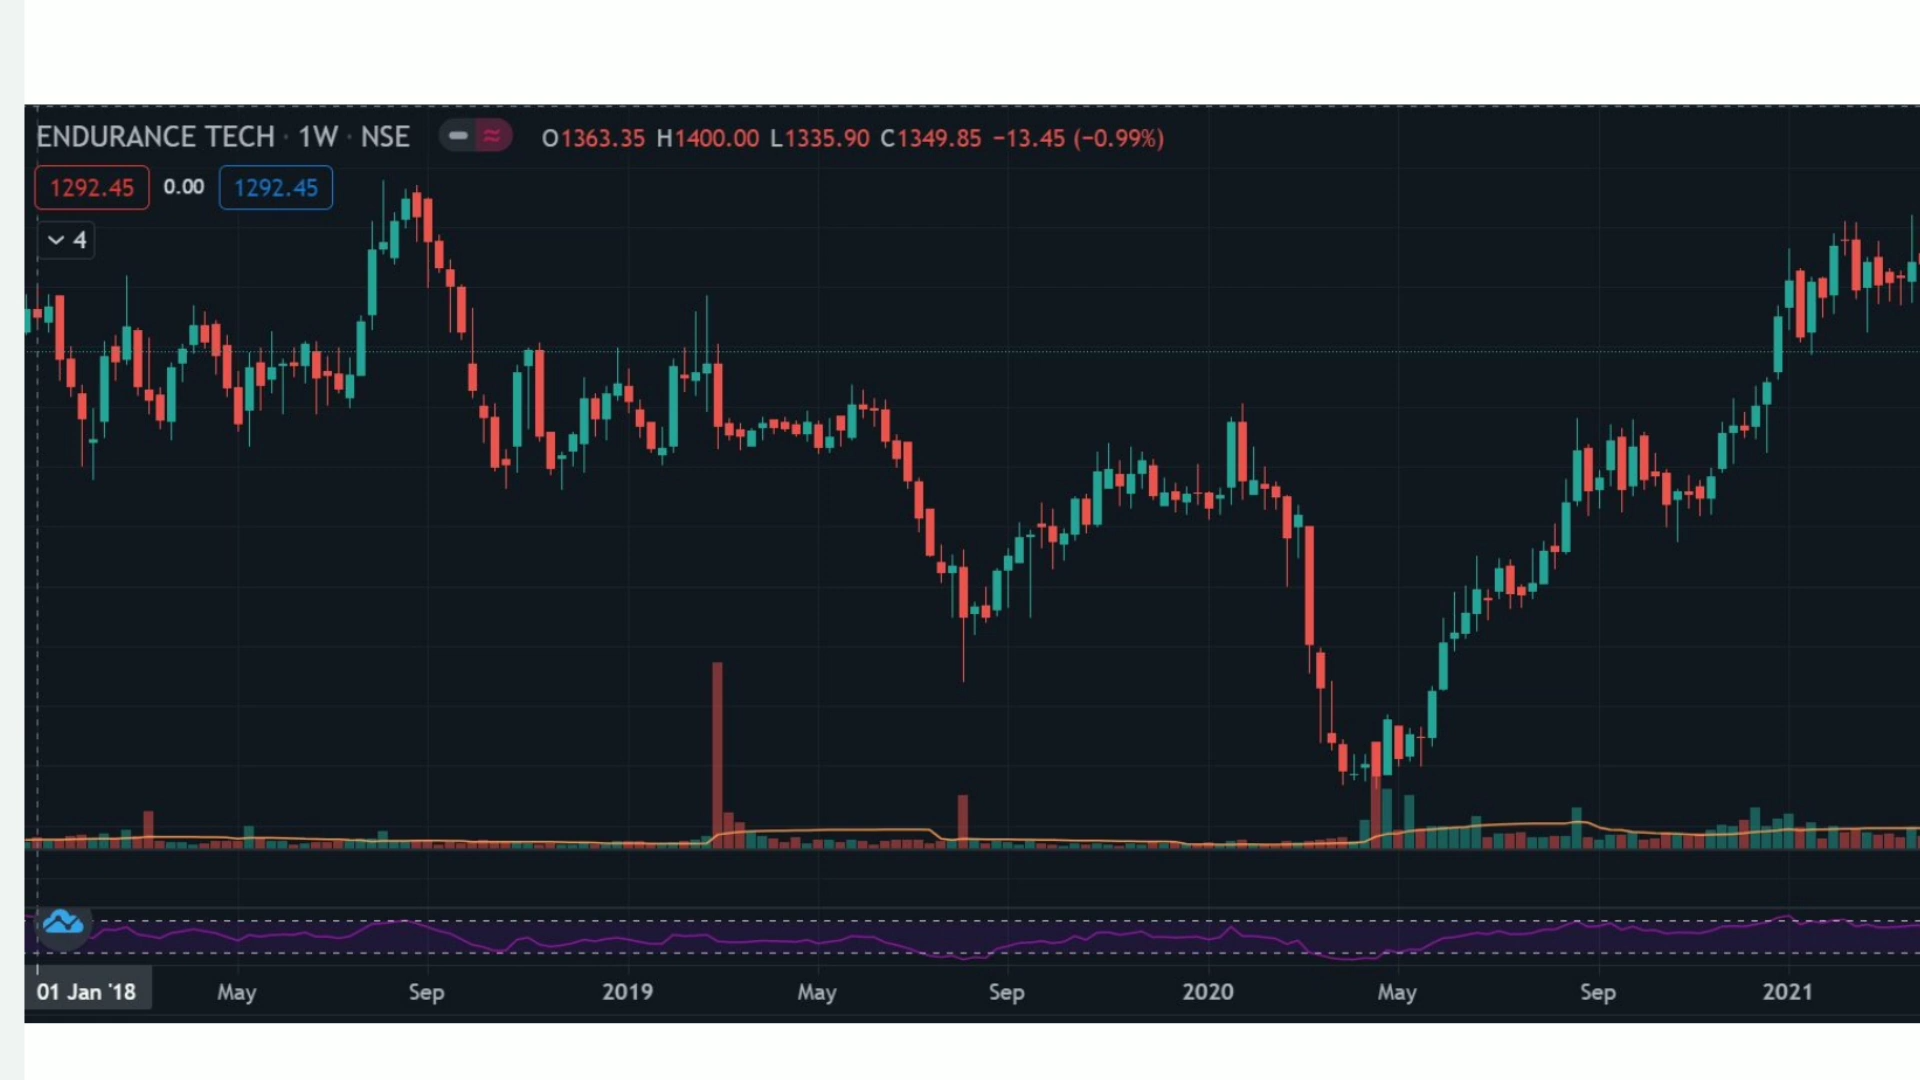 ENDURANCE TECH · 1W · NSE O1363.35 H1400.00 L1335.90 C1349.85 −13.45 (−0.99%)
1292.45 0.00 1292.45
4
01 Jan '18 May Sep 2019 May Sep 2020 May Sep 2021